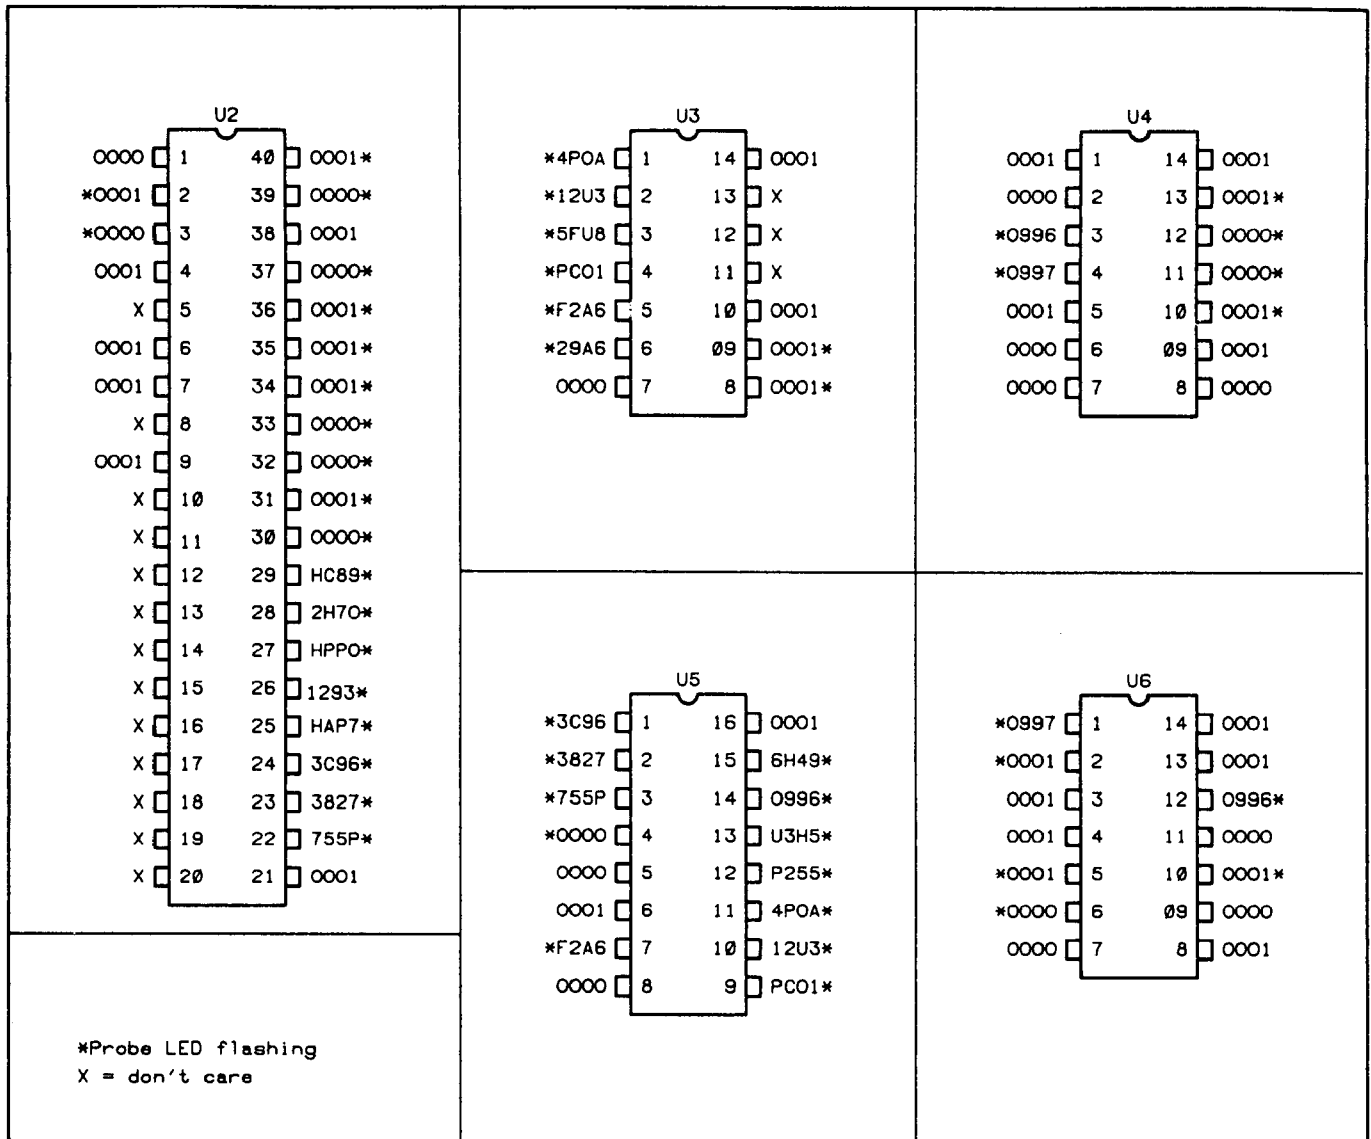 U2
0000 1 40 0001*
*0001 2 39 0000*
*0000 3 38 0001
0001 4 37 0000*
X 5 36 0001*
0001 6 35 0001*
0001 7 34 0001*
X 8 33 0000*
0001 9 32 0000*
X 10 31 0001*
X 11 30 0000*
X 12 29 HC89*
X 13 28 2H70*
X 14 27 HPP0*
X 15 26 1293*
X 16 25 HAP7*
X 17 24 3C96*
X 18 23 3827*
X 19 22 755P*
X 20 21 0001
U3
*4P0A 1 14 0001
*12U3 2 13 X
*5FU8 3 12 X
*PC01 4 11 X
*F2A6 5 10 0001
*29A6 6 09 0001*
0000 7 8 0001*
U4
0001 1 14 0001
0000 2 13 0001*
*0996 3 12 0000*
*0997 4 11 0000*
0001 5 10 0001*
0000 6 09 0001
0000 7 8 0000
U5
*3C96 1 16 0001
*3827 2 15 6H49*
*755P 3 14 0996*
*0000 4 13 U3H5*
0000 5 12 P255*
0001 6 11 4P0A*
*F2A6 7 10 12U3*
0000 8 9 PC01*
U6
*0997 1 14 0001
*0001 2 13 0001
0001 3 12 0996*
0001 4 11 0000
*0001 5 10 0001*
*0000 6 09 0000
0000 7 8 0001
*Probe LED flashing
X = don't care